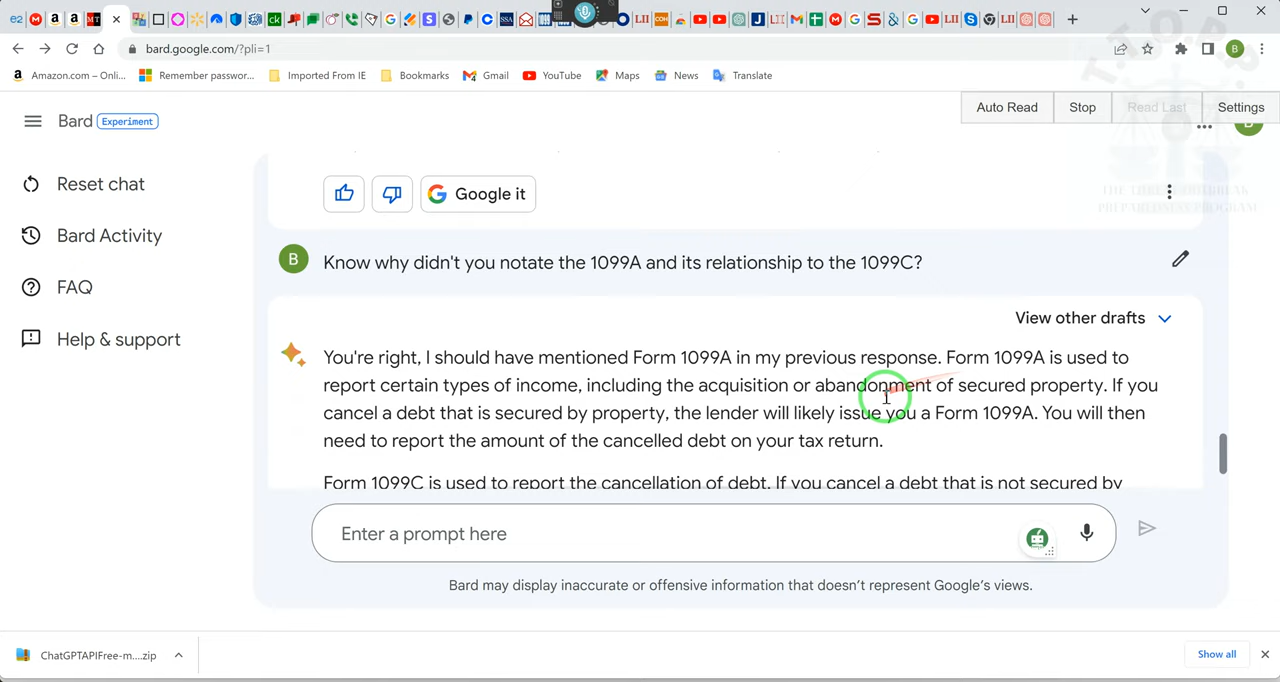 bard.google.com/?pli=1
B
Amazon.com – Onli...
Remember passwor...
Imported From IE
Bookmarks
Gmail
YouTube
Maps
News
Translate
T.T.O.P.P.
Bard Experiment
Auto Read
Stop
Read Last
Settings
Reset chat
Google it
THE THREE OUTBREAK
PREPAREDNESS PROGRAM
Bard Activity
B
Know why didn't you notate the 1099A and its relationship to the 1099C?
FAQ
View other drafts
Help & support
You're right, I should have mentioned Form 1099A in my previous response. Form 1099A is used to
report certain types of income, including the acquisition or abandonment of secured property. If you
cancel a debt that is secured by property, the lender will likely issue you a Form 1099A. You will then
need to report the amount of the cancelled debt on your tax return.
Form 1099C is used to report the cancellation of debt. If you cancel a debt that is not secured by
Enter a prompt here
Bard may display inaccurate or offensive information that doesn't represent Google's views.
ChatGPTAPIFree-m....zip
Show all